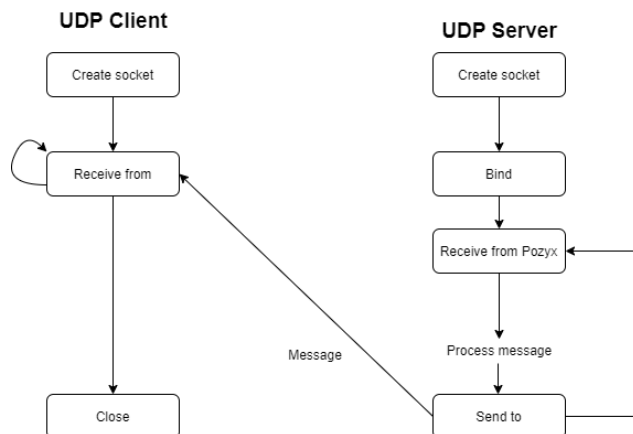 UDP Client
UDP Server
Create socket
Create socket
Receive from
Bind
Receive from Pozyx
Message
Process message
Close
Send to